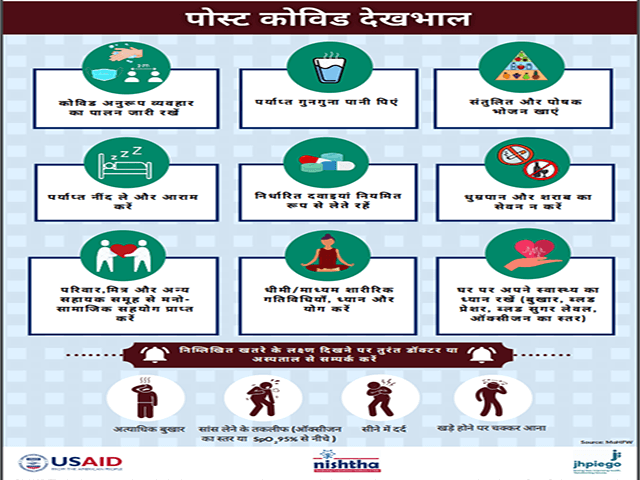 पोस्ट कोविड देखभाल
कोविड अनुरूप व्यवहार
का पालन जारी रखें
पर्याप्त गुनगुना पानी पिएं
संतुलित और पोषक
भोजन खाएं
पर्याप्त नींद ले और आराम
करें
निर्धारित दवाइयां नियमित
रूप से लेते रहें
धुम्रपान और शराब का
सेवन न करें
परिवार,मित्र और अन्य
सहायक समूह से मनो-
सामाजिक सहयोग प्राप्त
करें
धीमी/माध्यम शारीरिक
गतिविधियाँ, ध्यान और
योग करें
घर पर अपने स्वास्थ्य का
ध्यान रखें (बुखार, ब्लड
प्रेशर, ब्लड सुगर लेवल,
ऑक्सीजन का स्तर)
निम्लिखित खतरे के लक्षण दिखने पर तुरंत डॉक्टर या
अस्पताल से सम्पर्क करें
अत्याधिक बुखार
सांस लेने के तकलीफ (ऑक्सीजन
का स्तर या SpO2 95% से नीचे )
सीने में दर्द
खड़े होने पर चक्कर आना
Source: MoHFW
USAID
FROM THE AMERICAN PEOPLE
nishtha
jhpiego